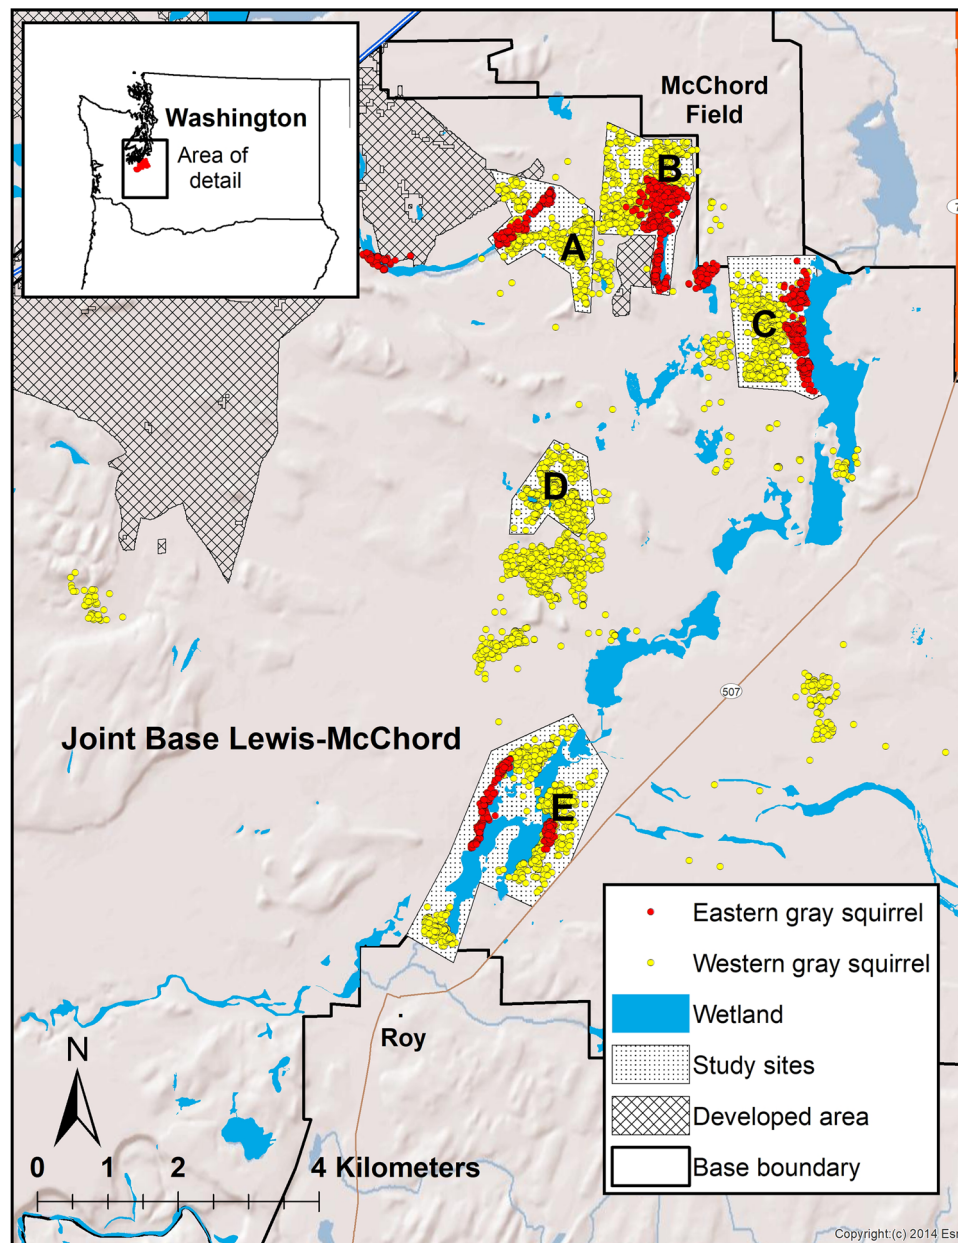 Washington
Area of
detail
McChord
Field
B
A
C
D
507
Joint Base Lewis-McChord
E
Eastern gray squirrel
Western gray squirrel
Wetland
Study sites
Developed area
Base boundary
Roy
N
0 1 2 4 Kilometers
Copyright:(c) 2014 Esr